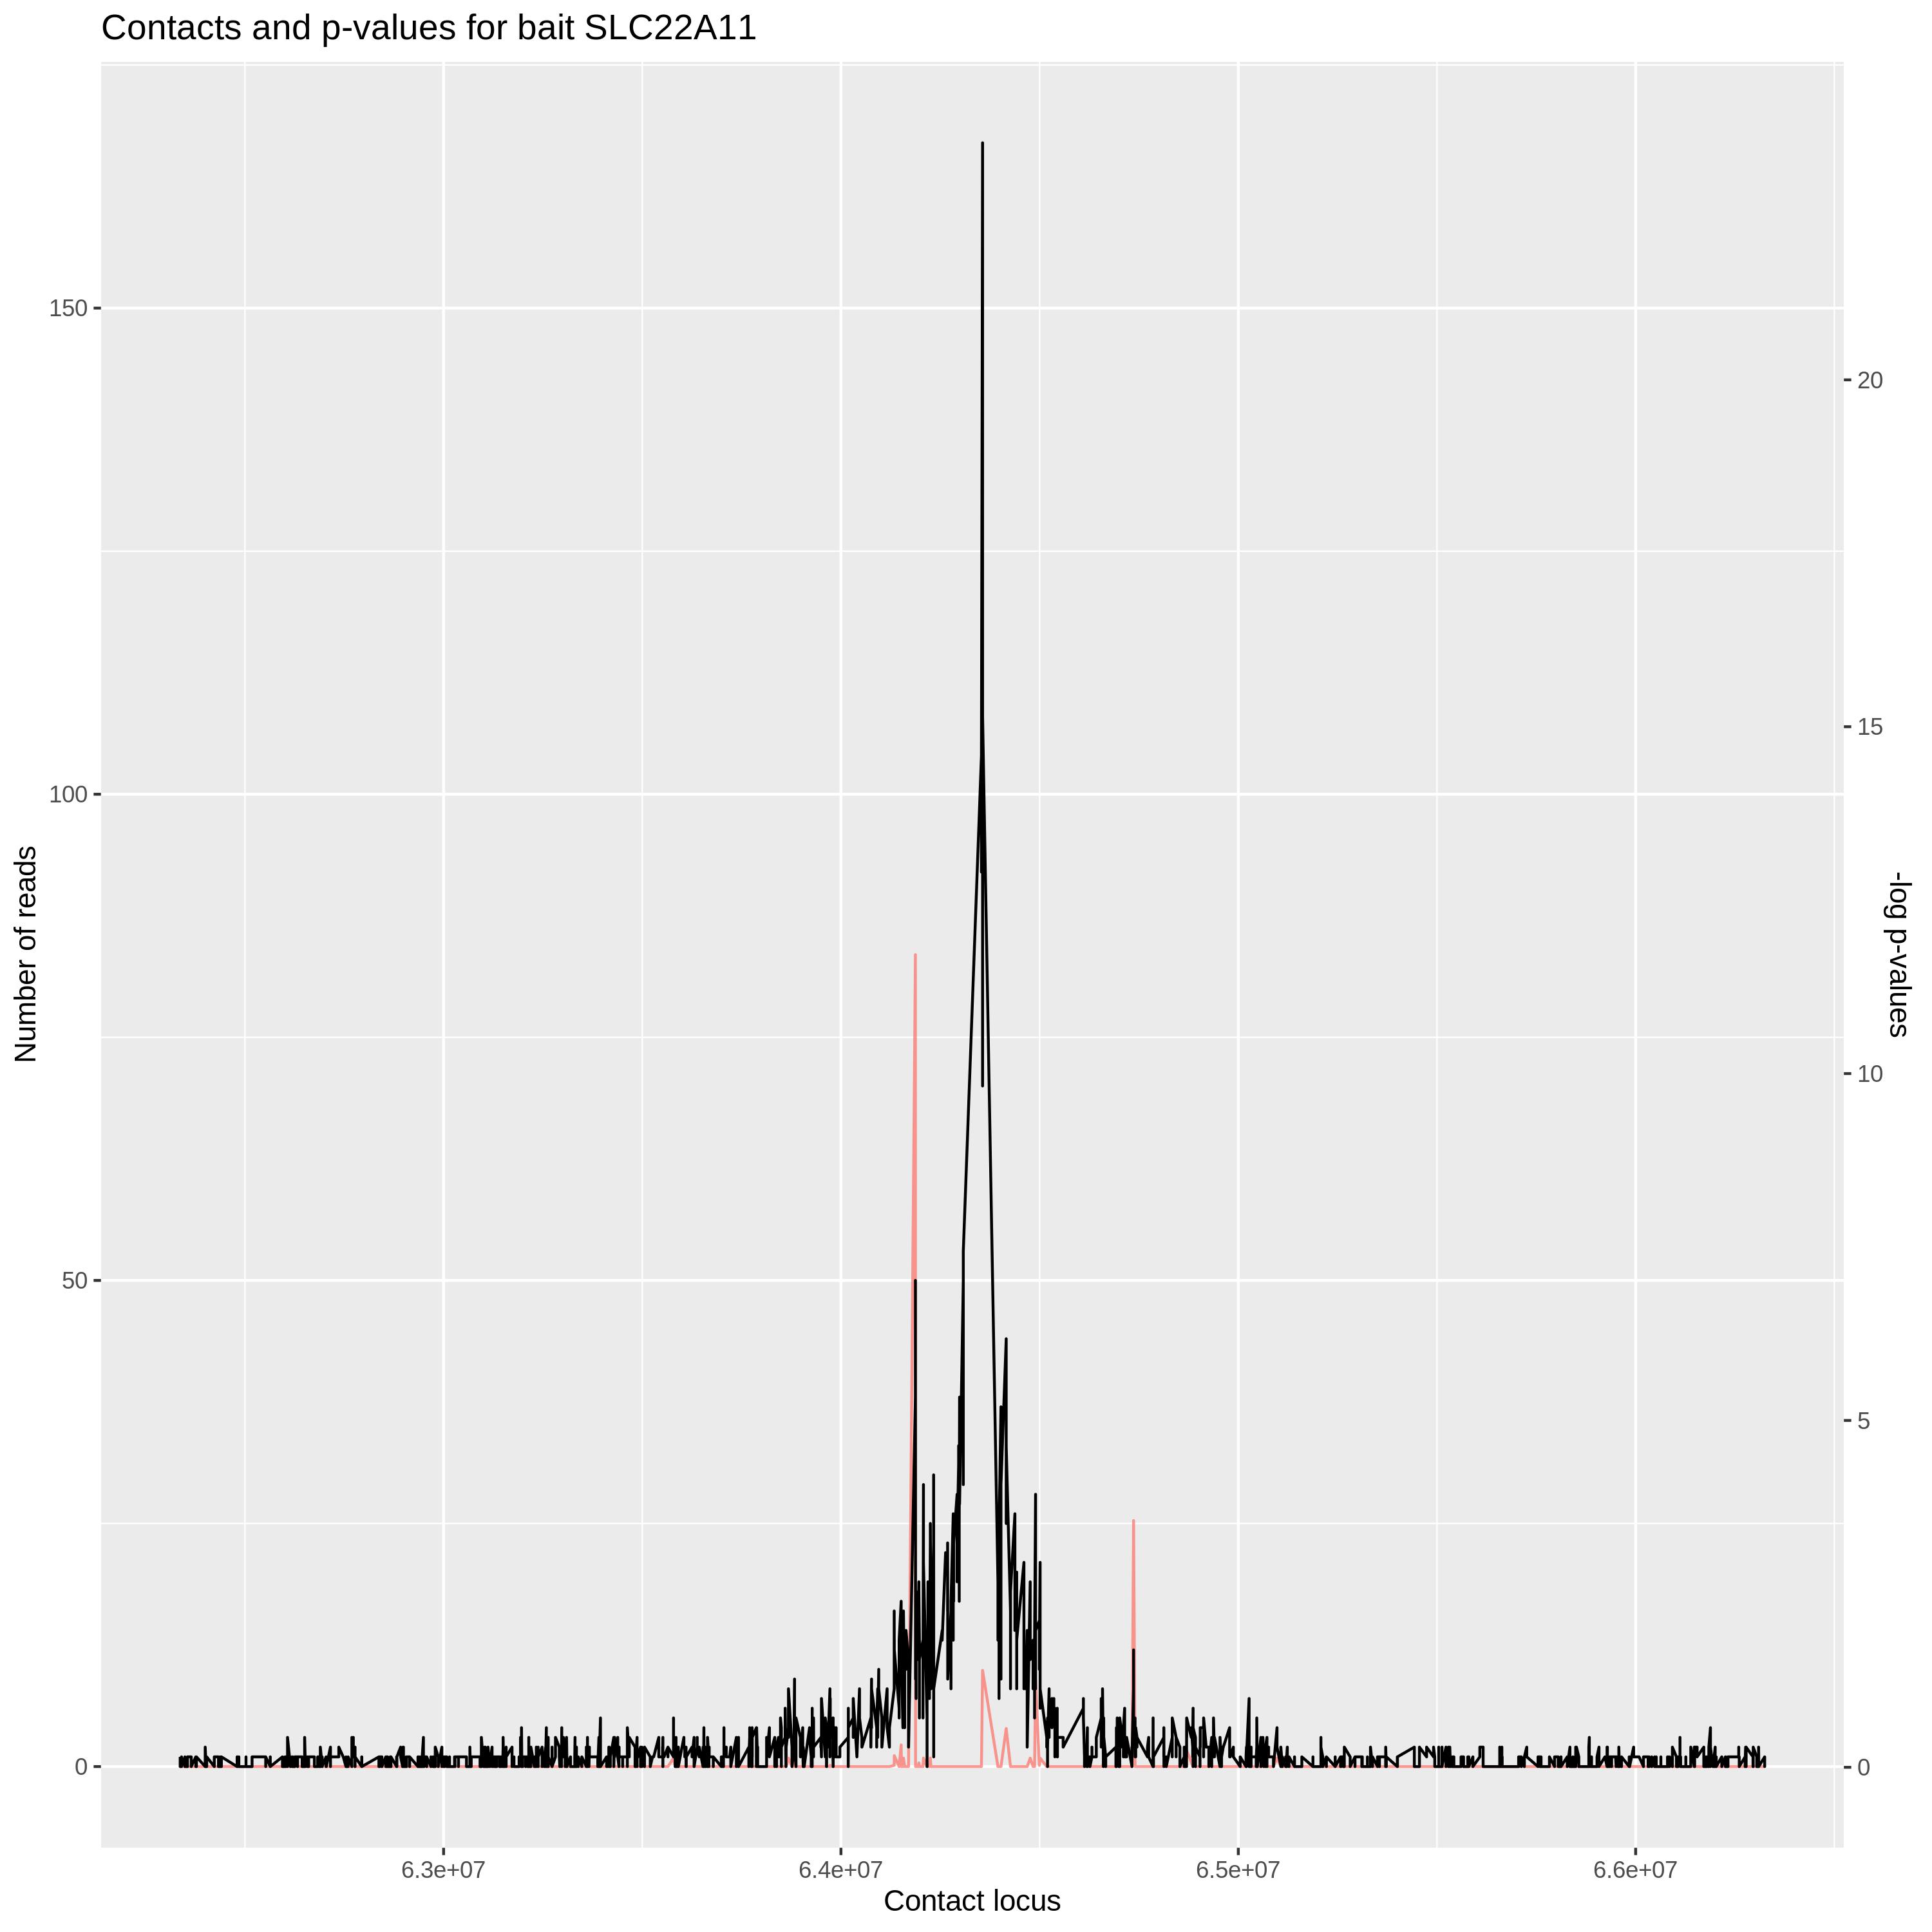 Contacts and p-values for bait SLC22A11
Number of reads
150
100
50
0
20
15
10
5
0
-log p-values
6.3e+07 6.4e+07 6.5e+07 6.6e+07
Contact locus